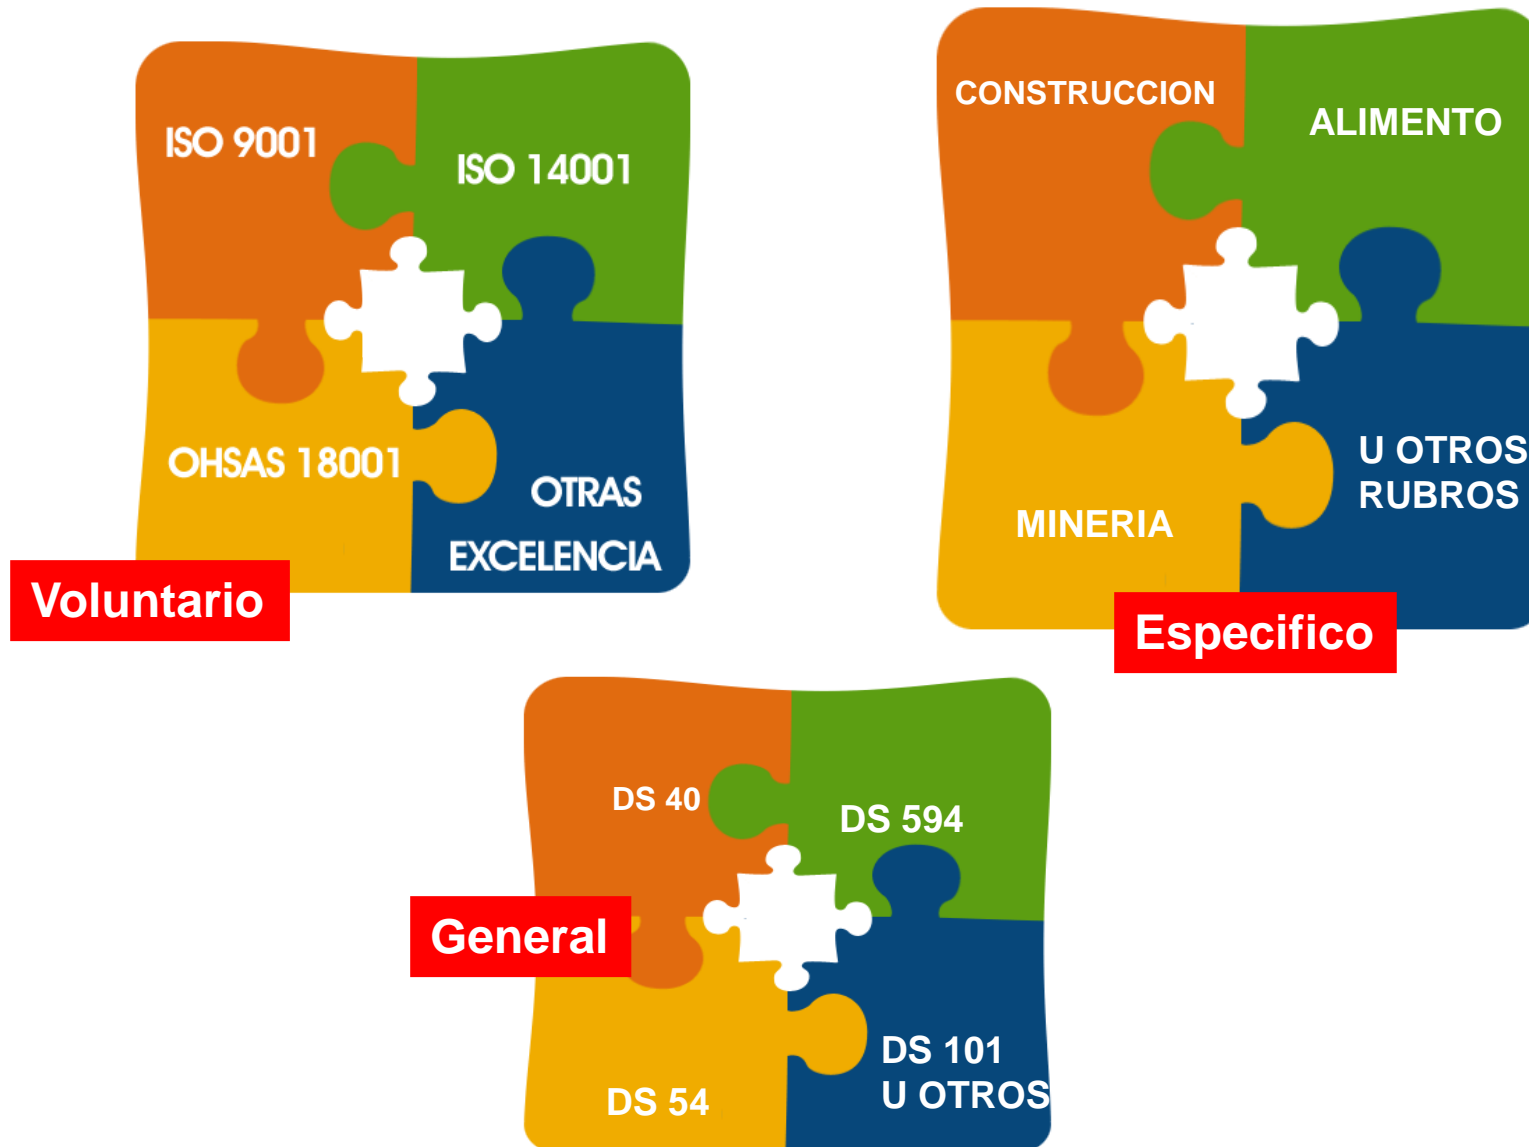 ISO 9001
ISO 14001
OHSAS 18001
OTRAS
EXCELENCIA
Voluntario
CONSTRUCCION
ALIMENTO
MINERIA
U OTROS
RUBROS
Especifico
DS 40
DS 594
General
DS 54
DS 101
U OTROS